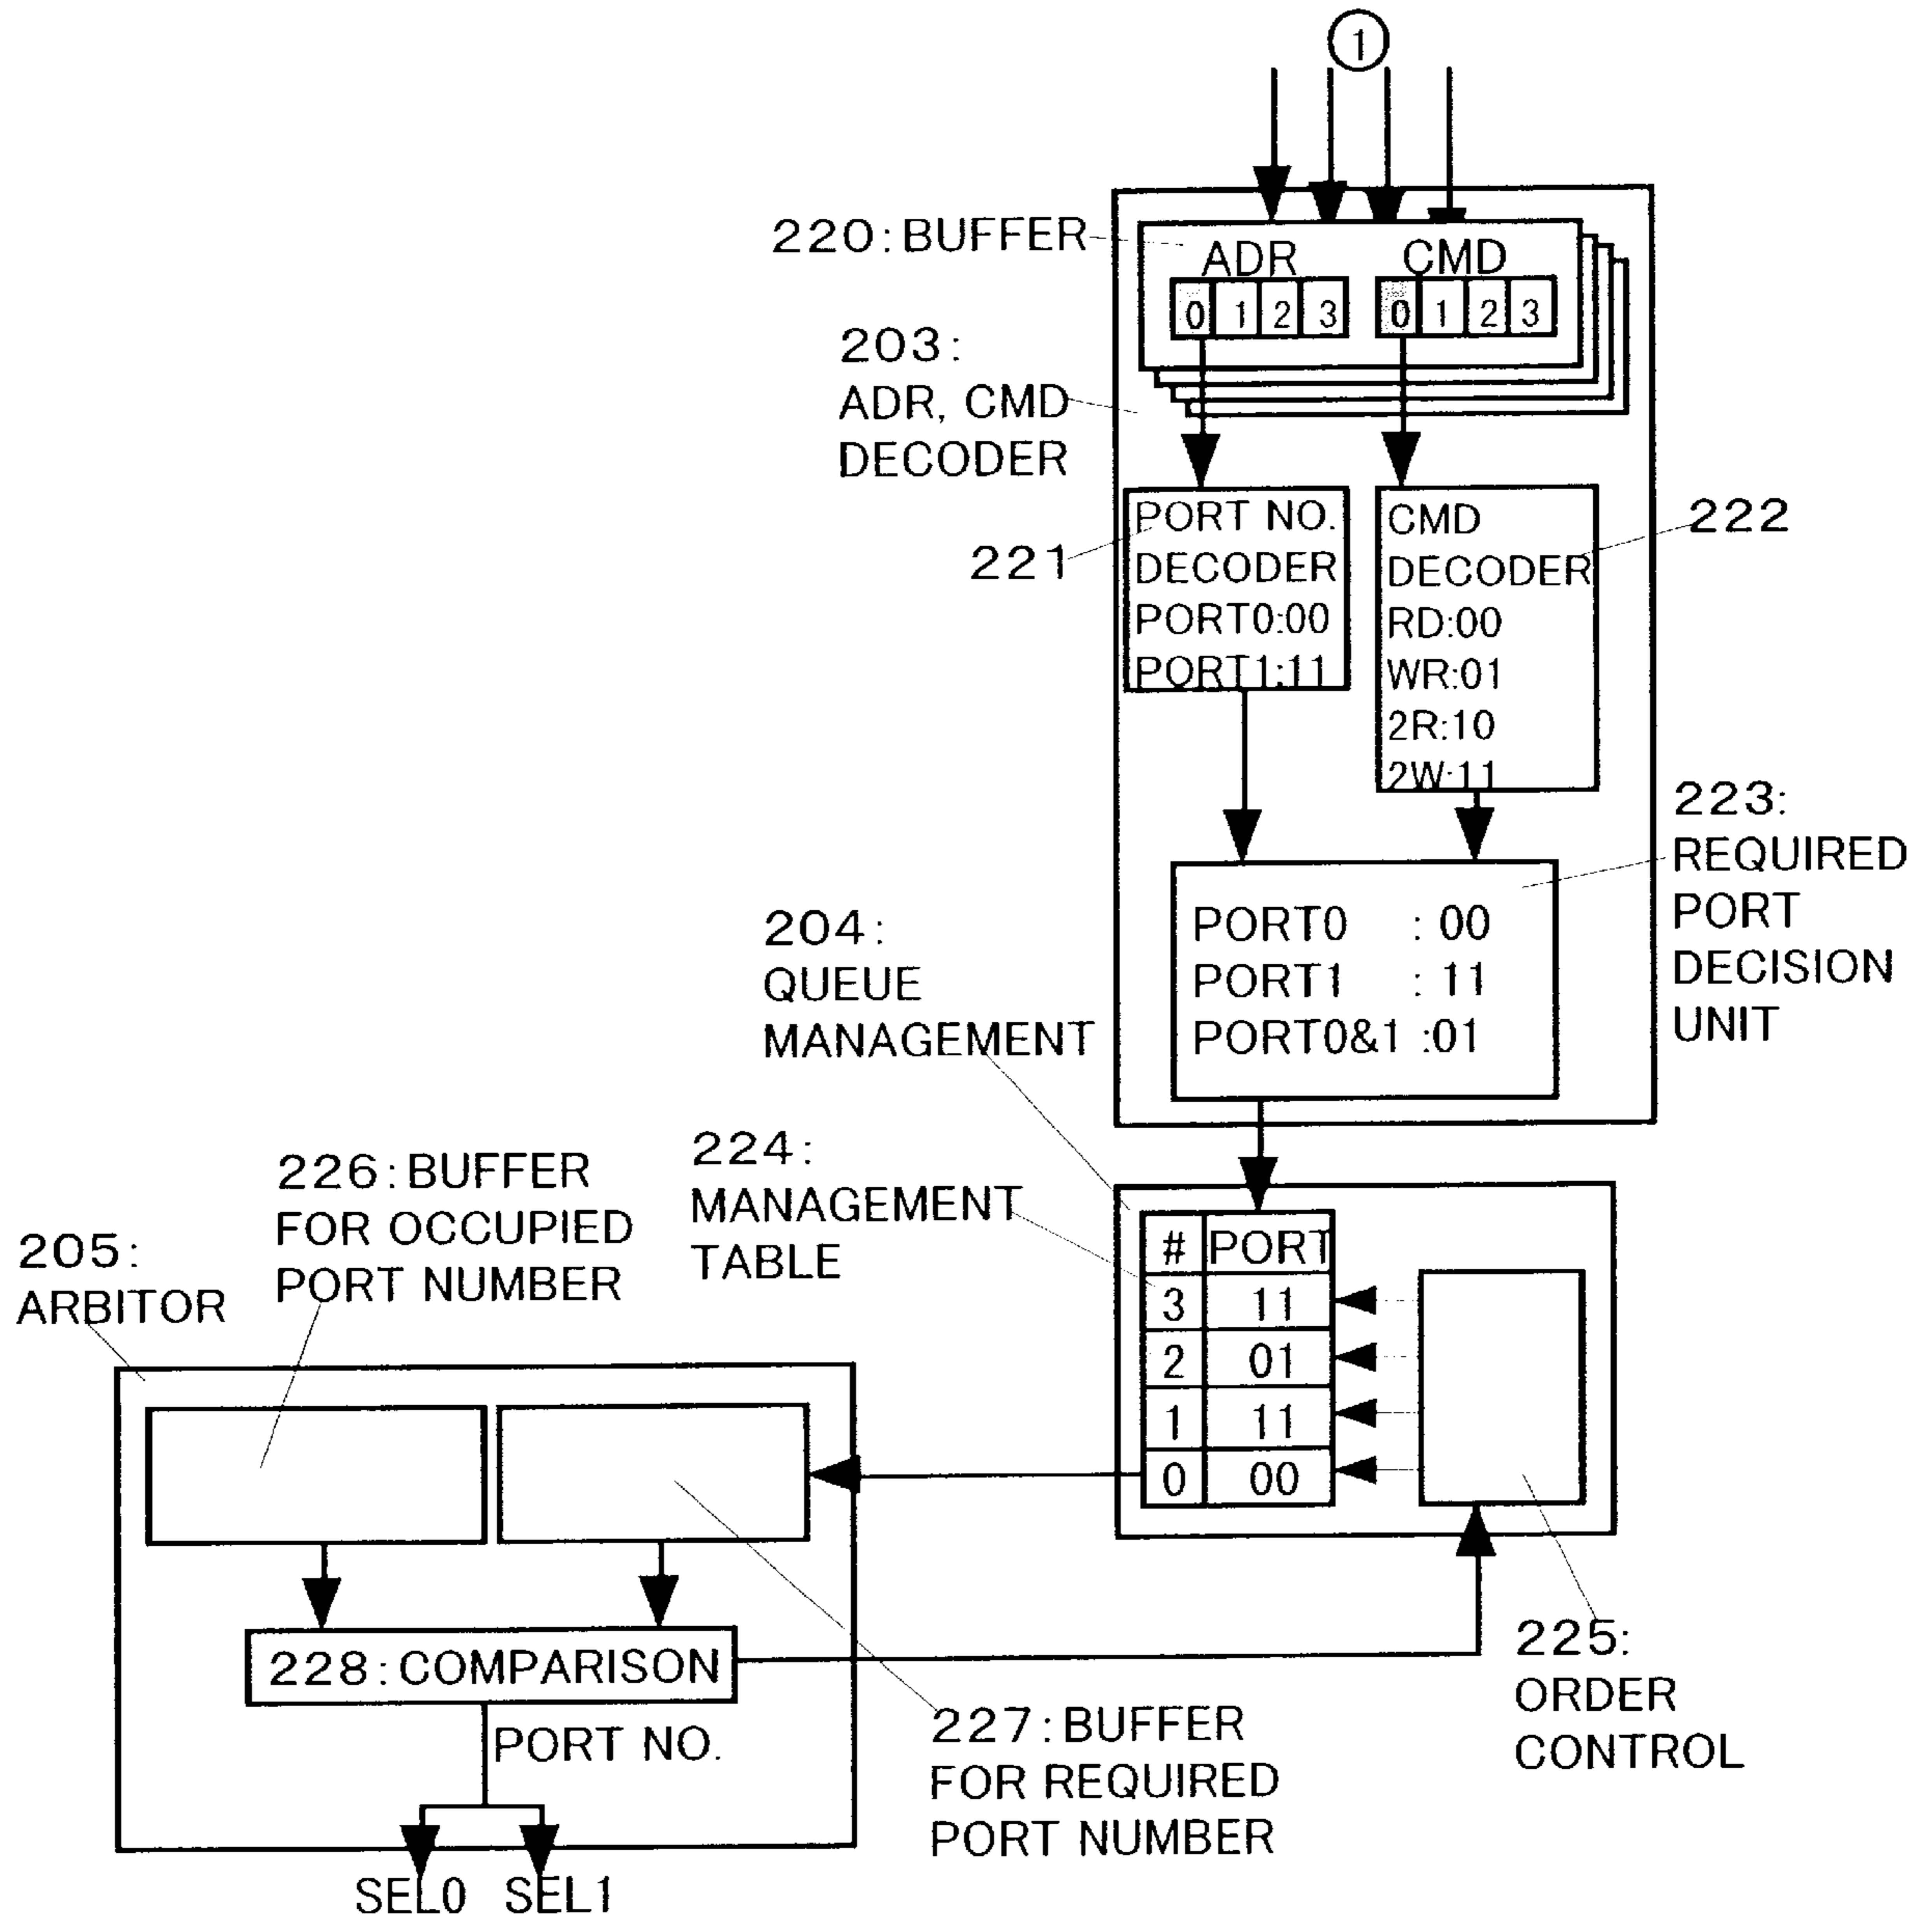 1
220:BUFFER
ADR CMD
0 1 2 3 0 1 2 3
203:
ADR, CMD
DECODER
PORT NO.
DECODER
PORT0:00
PORT1:11
221
CMD
DECODER
RD:00
WR:01
2R:10
2W:11
222
223:
REQUIRED
PORT
DECISION
UNIT
PORT0 : 00
PORT1 : 11
PORT0&1 :01
204:
QUEUE
MANAGEMENT
224:
MANAGEMENT
TABLE
# PORT
3 11
2 01
1 11
0 00
226:BUFFER
FOR OCCUPIED
PORT NUMBER
205:
ARBITOR
228:COMPARISON
PORT NO.
SEL0 SEL1
227:BUFFER
FOR REQUIRED
PORT NUMBER
225:
ORDER
CONTROL